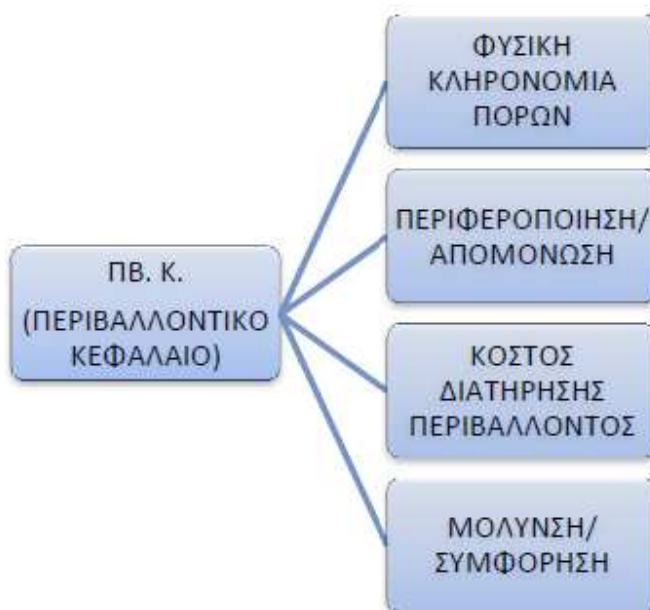 ΦΥΣΙΚΗ
ΚΛΗΡΟΝΟΜΙΑ
ΠΟΡΩΝ
ΠΕΡΙΦΕΡΟΠΟΙΗΣΗ/
ΑΠΟΜΟΝΩΣΗ
ΠΒ. Κ.
(ΠΕΡΙΒΑΛΛΟΝΤΙΚΟ
ΚΕΦΑΛΑΙΟ)
ΚΟΣΤΟΣ
ΔΙΑΤΗΡΗΣΗΣ
ΠΕΡΙΒΑΛΛΟΝΤΟΣ
ΜΟΛΥΝΣΗ/
ΣΥΜΦΟΡΗΣΗ